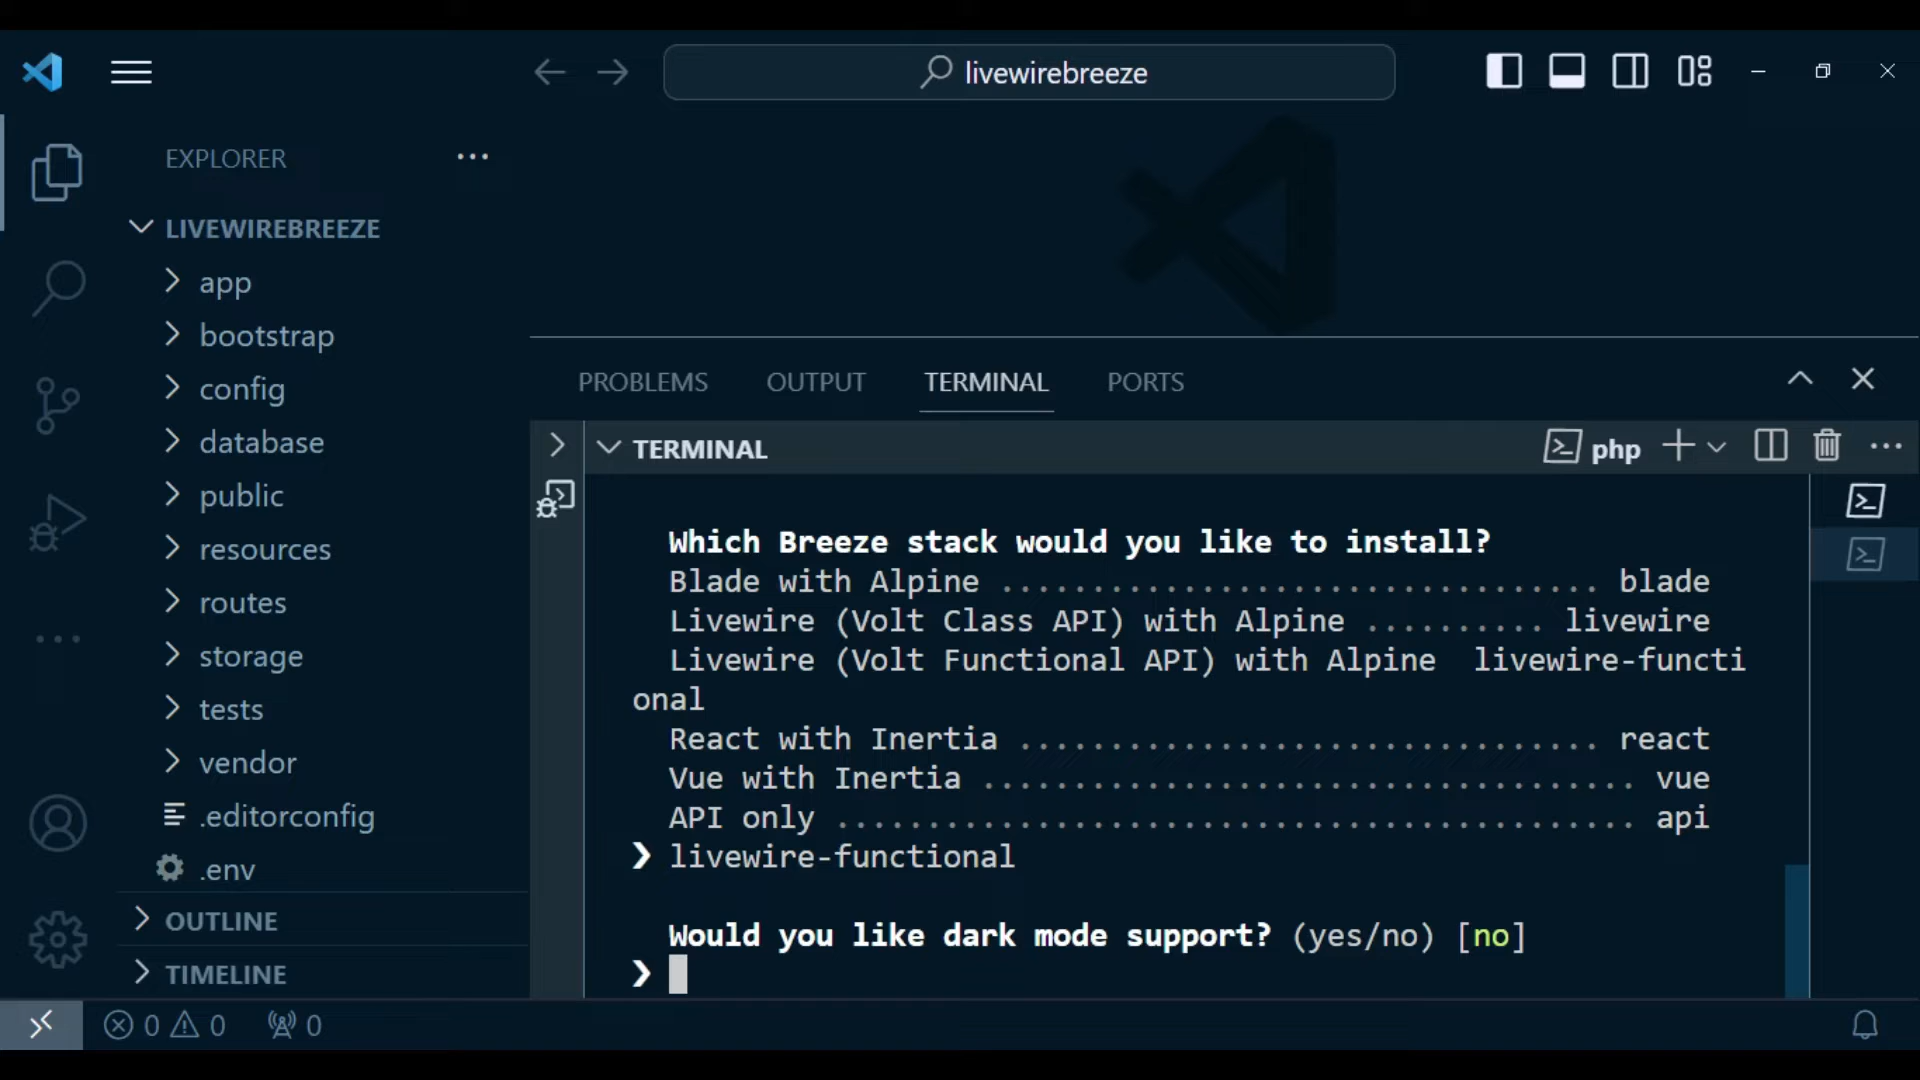 livewirebreeze
EXPLORER
LIVEWIREBREEZE
app
bootstrap
config
database
public
resources
routes
storage
tests
vendor
.editorconfig
.env
OUTLINE
TIMELINE
PROBLEMS OUTPUT TERMINAL PORTS
TERMINAL
php
Which Breeze stack would you like to install?
Blade with Alpine ................................. blade
Livewire (Volt Class API) with Alpine .......... livewire
Livewire (Volt Functional API) with Alpine  livewire-functi
onal
React with Inertia ................................ react
Vue with Inertia .................................... vue
API only ............................................ api
❯ livewire-functional
Would you like dark mode support? (yes/no) [no]
❯
0 0 0